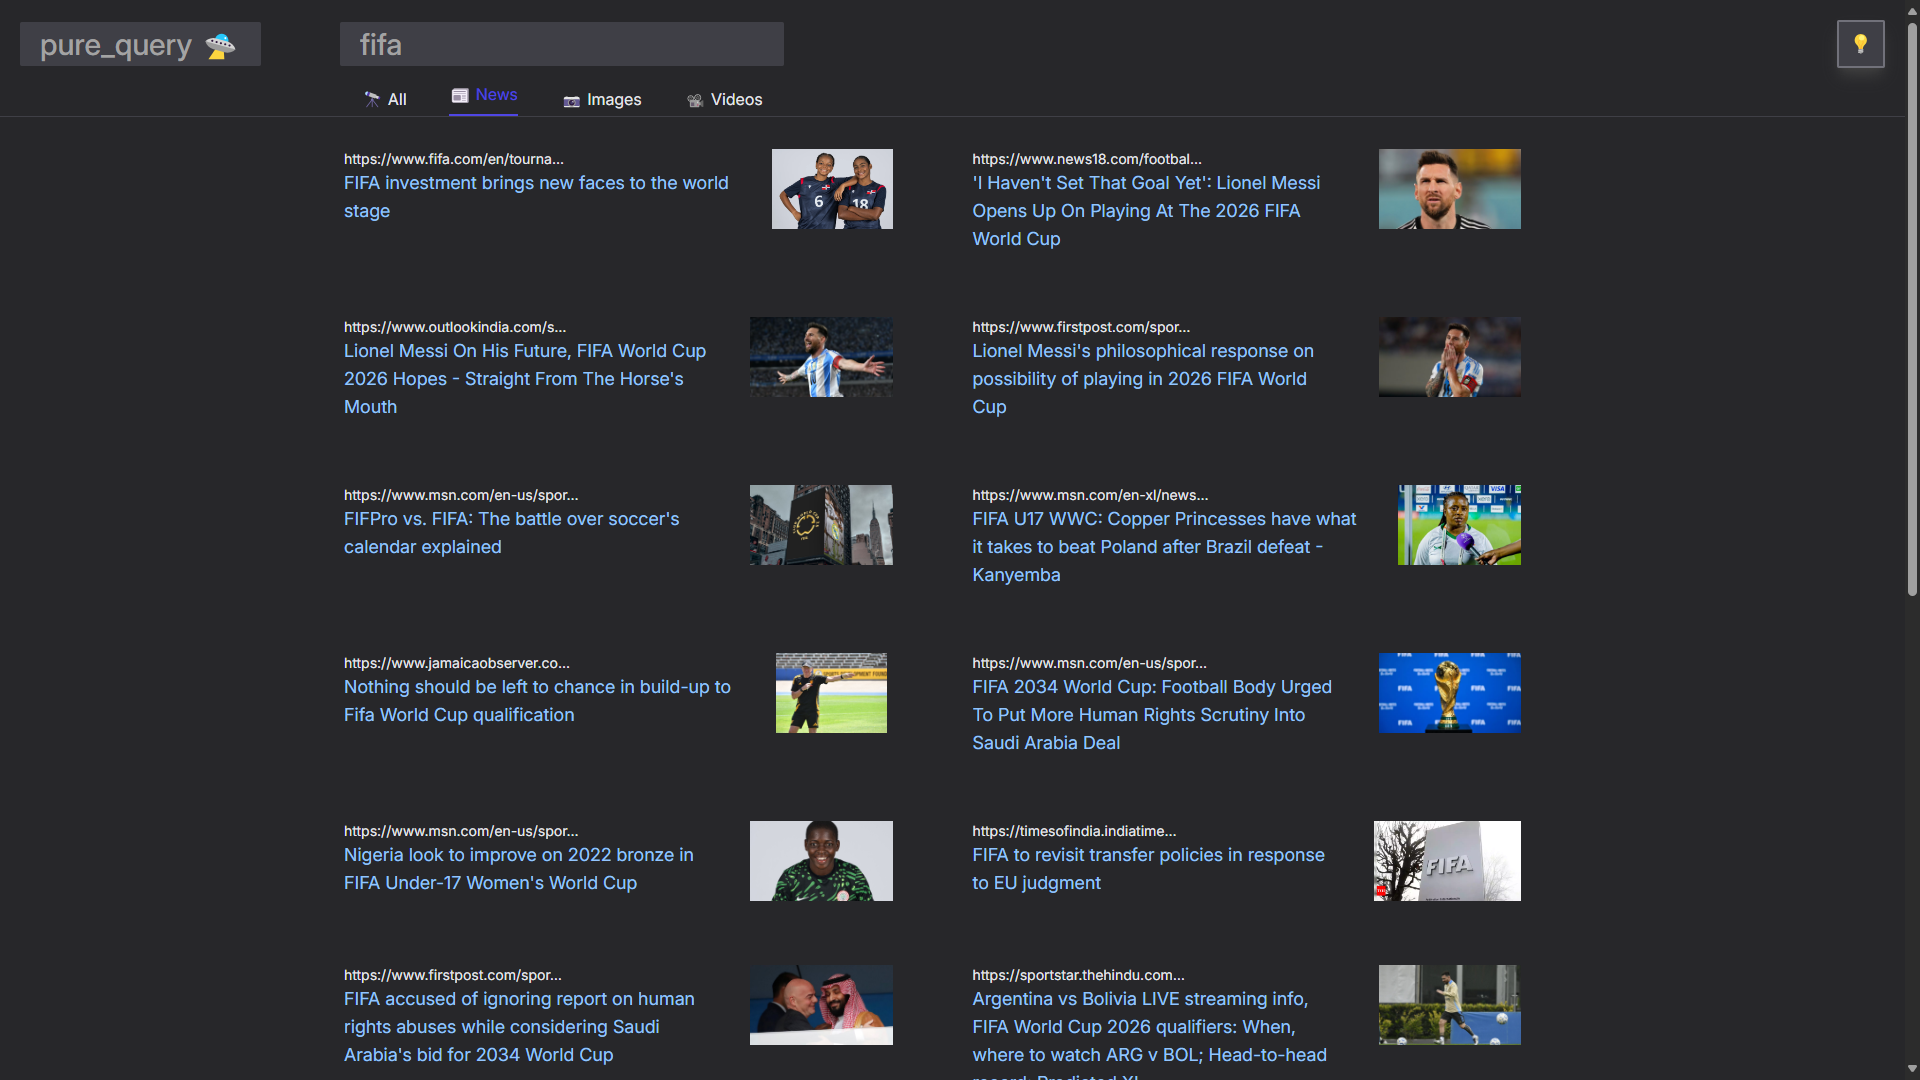 pure_query
fifa
All
News
Images
Videos
https://www.fifa.com/en/tourna...
FIFA investment brings new faces to the world
stage
6
18
https://www.news18.com/footbal...
'I Haven't Set That Goal Yet': Lionel Messi
Opens Up On Playing At The 2026 FIFA
World Cup
https://www.outlookindia.com/s...
Lionel Messi On His Future, FIFA World Cup
2026 Hopes - Straight From The Horse's
Mouth
https://www.firstpost.com/spor...
Lionel Messi's philosophical response on
possibility of playing in 2026 FIFA World
Cup
https://www.msn.com/en-us/spor...
FIFPro vs. FIFA: The battle over soccer's
calendar explained
https://www.msn.com/en-xl/news...
FIFA U17 WWC: Copper Princesses have what
it takes to beat Poland after Brazil defeat -
Kanyemba
VISA
https://www.jamaicaobserver.co...
Nothing should be left to chance in build-up to
Fifa World Cup qualification
https://www.msn.com/en-us/spor...
FIFA 2034 World Cup: Football Body Urged
To Put More Human Rights Scrutiny Into
Saudi Arabia Deal
FIFA
FIFA
https://www.msn.com/en-us/spor...
Nigeria look to improve on 2022 bronze in
FIFA Under-17 Women's World Cup
https://timesofindia.indiatime...
FIFA to revisit transfer policies in response
to EU judgment
FIFA
https://www.firstpost.com/spor...
FIFA accused of ignoring report on human
rights abuses while considering Saudi
Arabia's bid for 2034 World Cup
https://sportstar.thehindu.com...
Argentina vs Bolivia LIVE streaming info,
FIFA World Cup 2026 qualifiers: When,
where to watch ARG v BOL; Head-to-head
record, Predicted XI